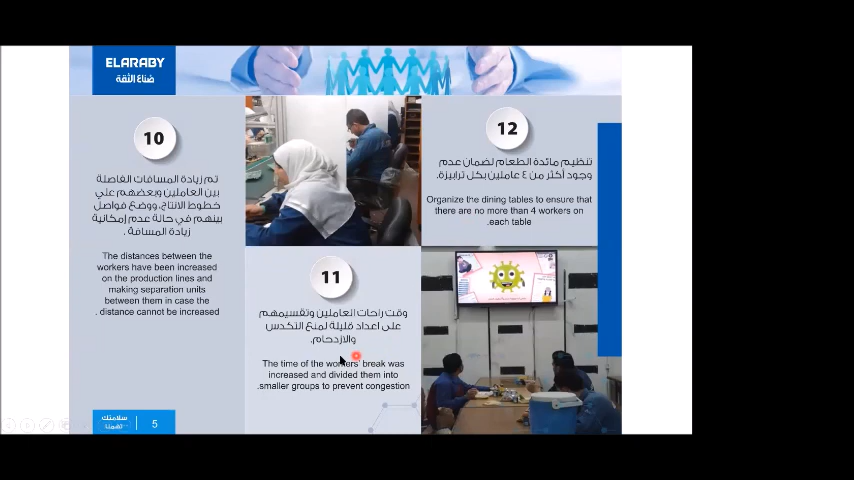 ELARABY
صُناع الثقة
10
تم زيادة المسافات الفاصلة
بين العاملين وبعضهم علي
خطوط الانتاج، ووضع فواصل
بينهم في حالة عدم إمكانية
زيادة المسافة .
The distances between the
workers have been increased
on the production lines and
making separation units
between them in case the
. distance cannot be increased
11
وقت راحات العاملين وتقسيمهم
على اعداد قليلة لمنع التكدس
والازدحام.
The time of the workers' break was
increased and divided them into
.smaller groups to prevent congestion
12
تنظيم مائدة الطعام لضمان عدم
وجود أكثر من ٤ عاملين بكل ترابيزة.
Organize the dining tables to ensure that
there are no more than 4 workers on
.each table
سلامتك
تهمنا
5